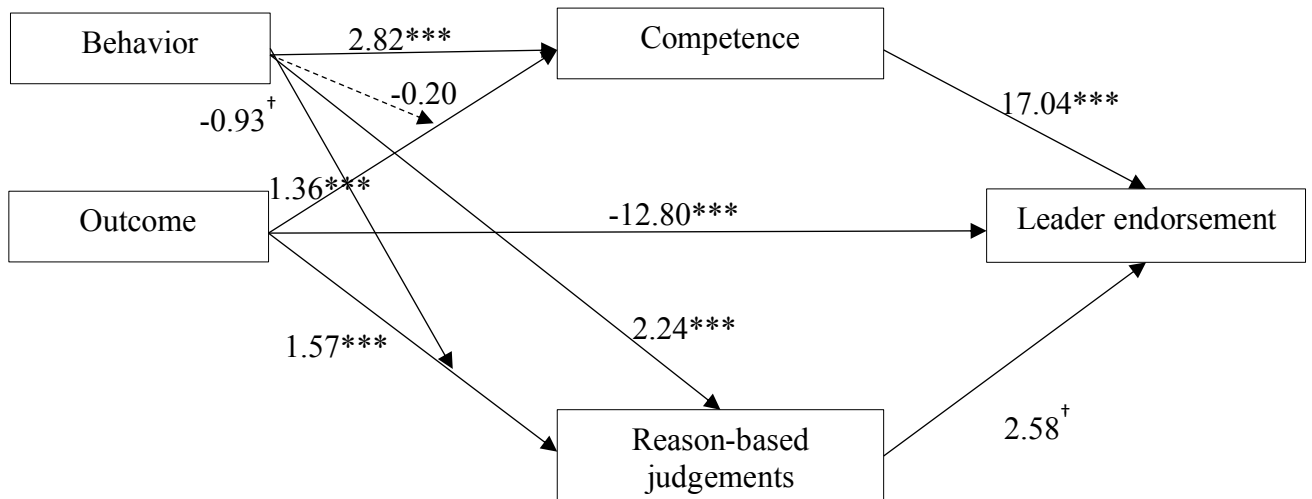 Behavior
2.82***
Competence
-0.20
-0.93†
17.04***
Outcome
1.36***
-12.80***
Leader endorsement
1.57***
2.24***
2.58†
Reason-based
judgements